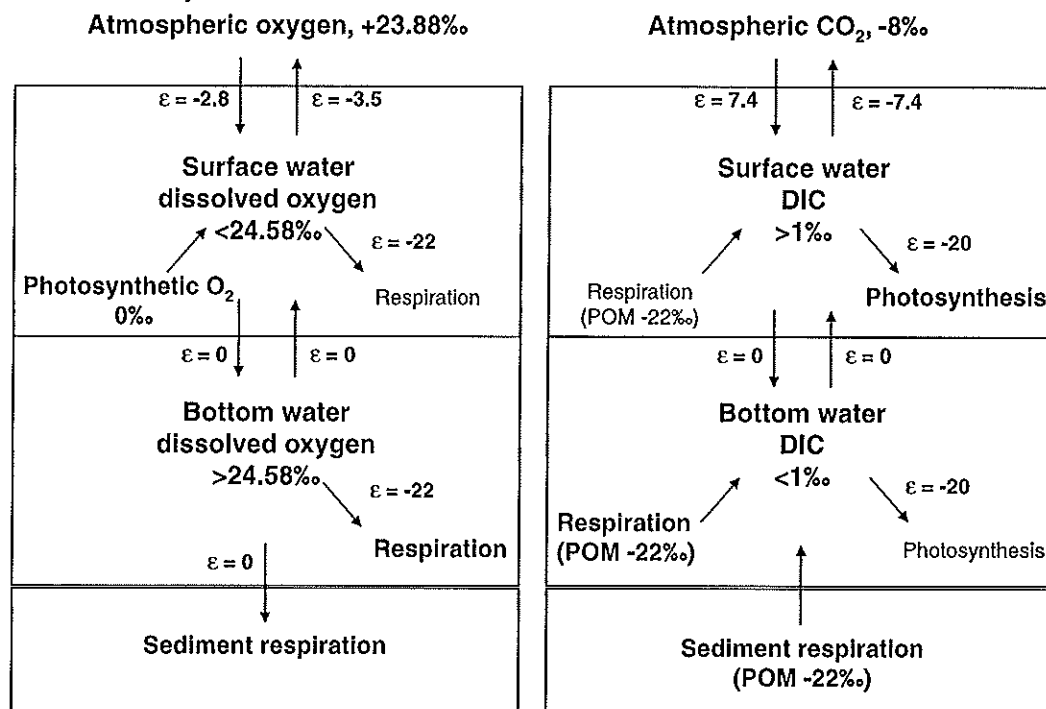 Atmospheric oxygen, +23.88‰
ε = -2.8
ε = -3.5
Surface water
dissolved oxygen
<24.58‰
ε = -22
Photosynthetic O₂
0‰
Respiration
ε = 0
ε = 0
Bottom water
dissolved oxygen
>24.58‰
ε = -22
Respiration
ε = 0
Sediment respiration
Atmospheric CO₂, -8‰
ε = 7.4
ε = -7.4
Surface water
DIC
>1‰
ε = -20
Respiration
(POM -22‰)
Photosynthesis
ε = 0
ε = 0
Bottom water
DIC
<1‰
ε = -20
Respiration
(POM -22‰)
Photosynthesis
Sediment respiration
(POM -22‰)